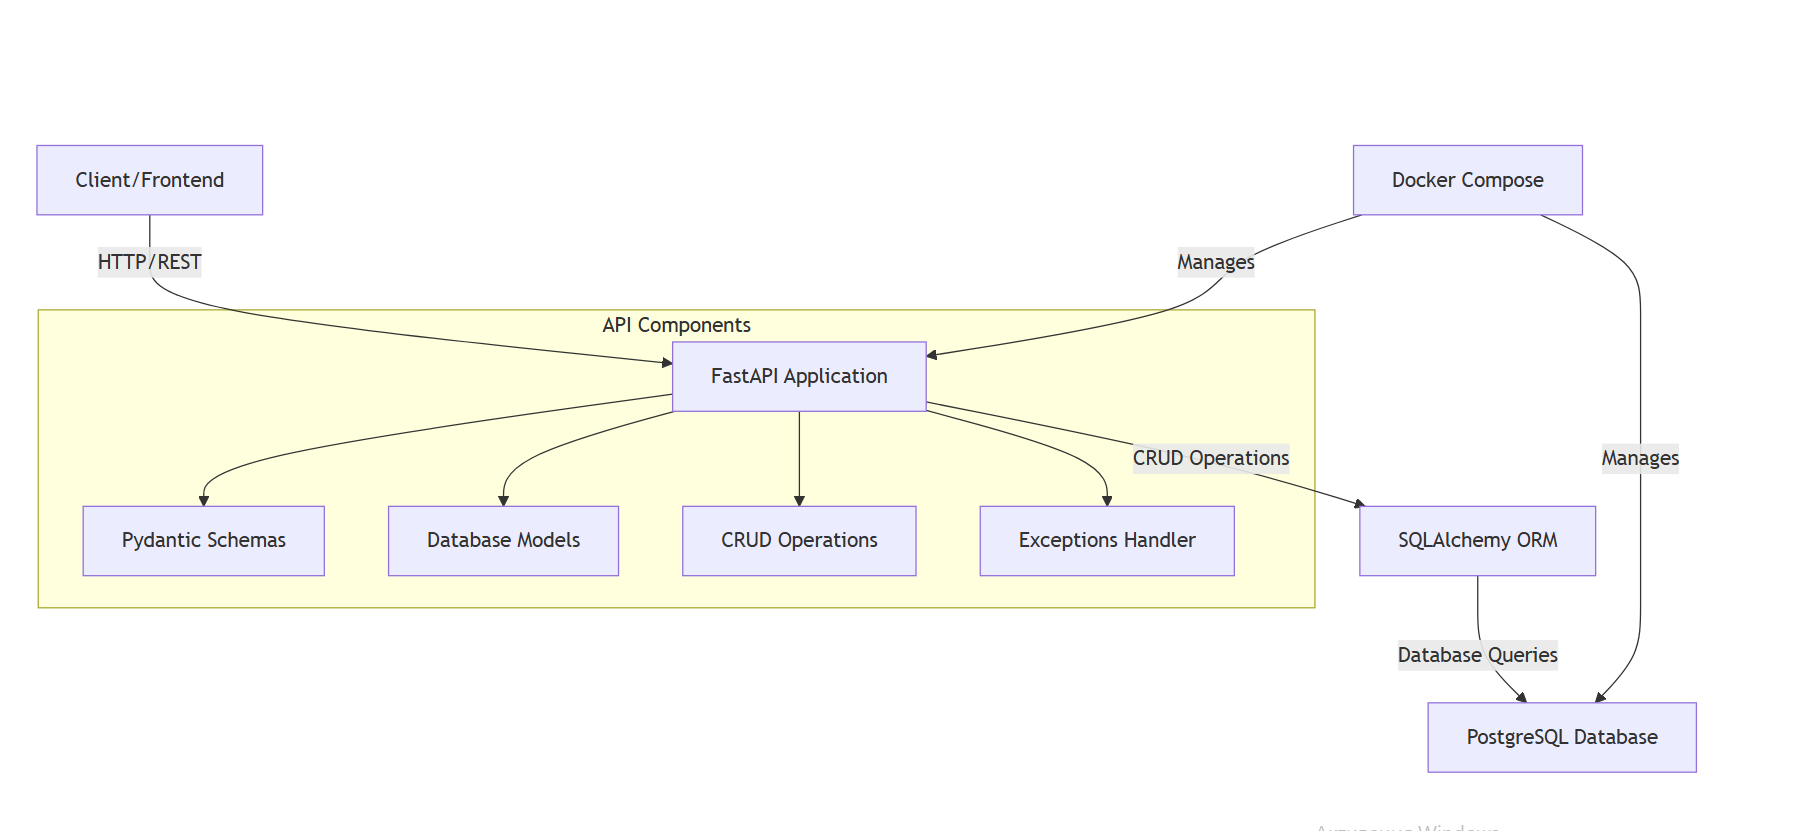 Client/Frontend
Docker Compose
HTTP/REST
Manages
API Components
FastAPI Application
CRUD Operations
Manages
Pydantic Schemas
Database Models
CRUD Operations
Exceptions Handler
SQLAlchemy ORM
Database Queries
PostgreSQL Database